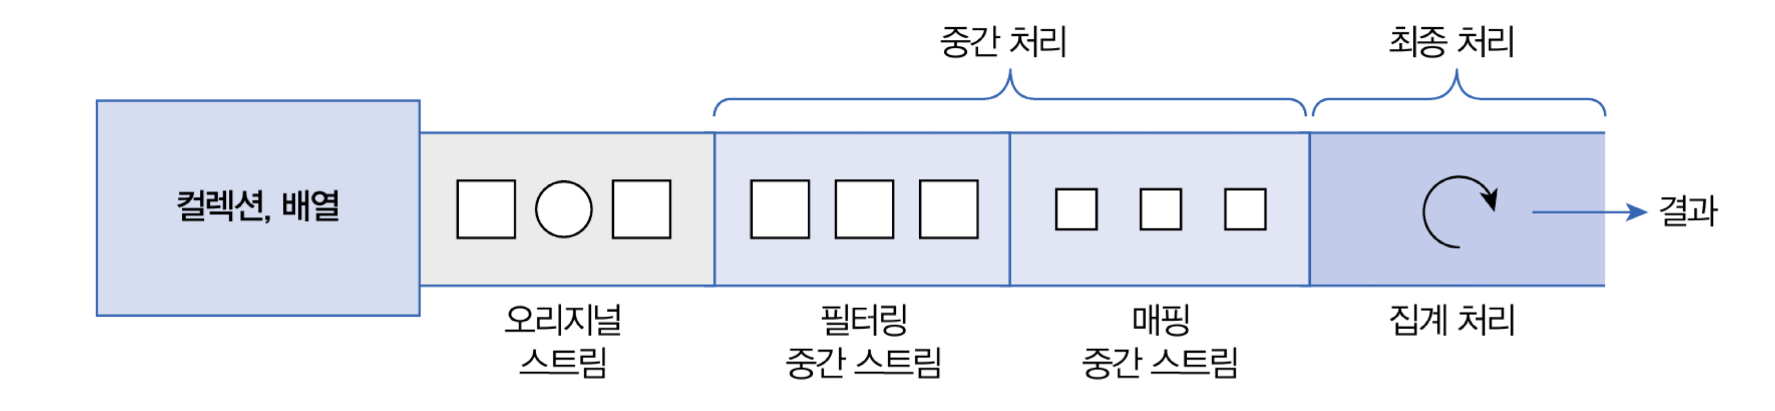 중간 처리
최종 처리
컬렉션, 배열
결과
오리지널
스트림
필터링
중간 스트림
매핑
중간 스트림
집계 처리